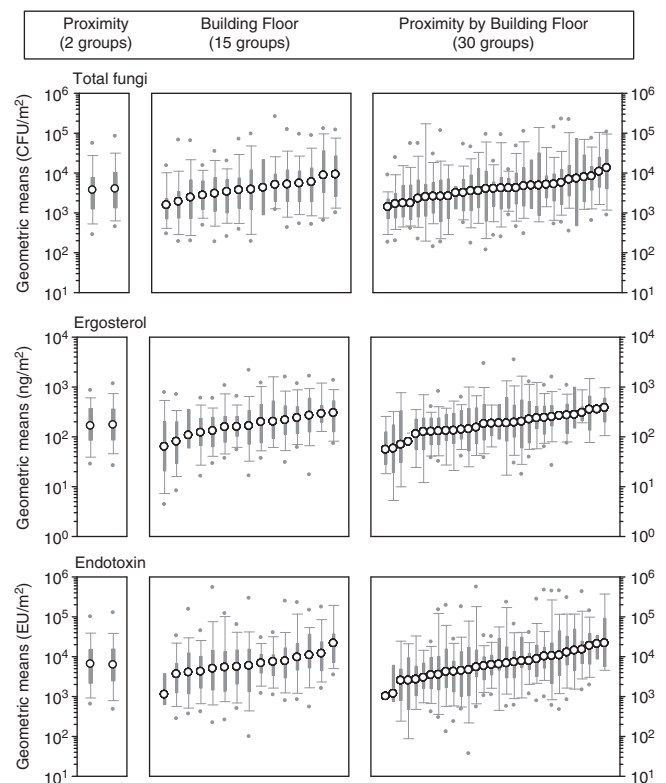 Proximity
(2 groups)
Building Floor
(15 groups)
Proximity by Building Floor
(30 groups)
Total fungi
Geometric means (CFU/m²)
10⁶
10⁵
10⁴
10³
10²
10¹
10⁶
10⁵
10⁴
10³
10²
10¹
Ergosterol
Geometric means (ng/m²)
10⁴
10³
10²
10¹
10⁰
10⁴
10³
10²
10¹
10⁰
Endotoxin
Geometric means (EU/m²)
10⁶
10⁵
10⁴
10³
10²
10¹
10⁶
10⁵
10⁴
10³
10²
10¹